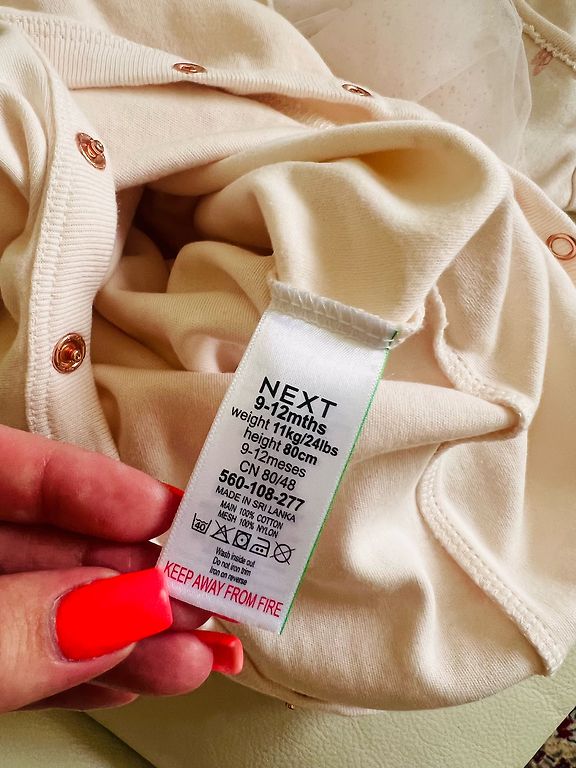 NEXT
9-12mths
weight 11kg/24lbs
height 80cm
9-12meses
CN 80/48
560-108-277
MADE IN SRI LANKA
MAIN 100% COTTON
MESH 100% NYLON
40
Wash inside out
Do not iron trim
Iron on reverse
KEEP AWAY FROM FIRE